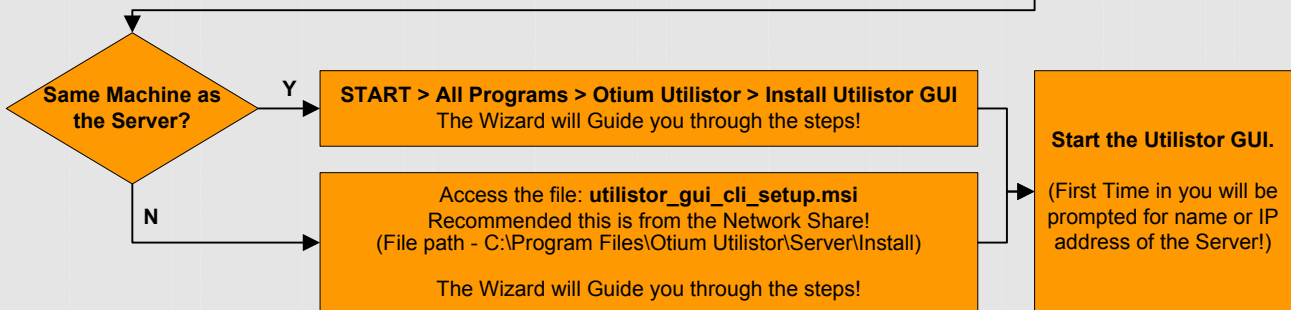 Same Machine as
the Server?
Y
START > All Programs > Otium Utilistor > Install Utilistor GUI
The Wizard will Guide you through the steps!
N
Access the file: utilistor_gui_cli_setup.msi
Recommended this is from the Network Share!
(File path - C:\Program Files\Otium Utilistor\Server\Install)
The Wizard will Guide you through the steps!
Start the Utilistor GUI.
(First Time in you will be
prompted for name or IP
address of the Server!)